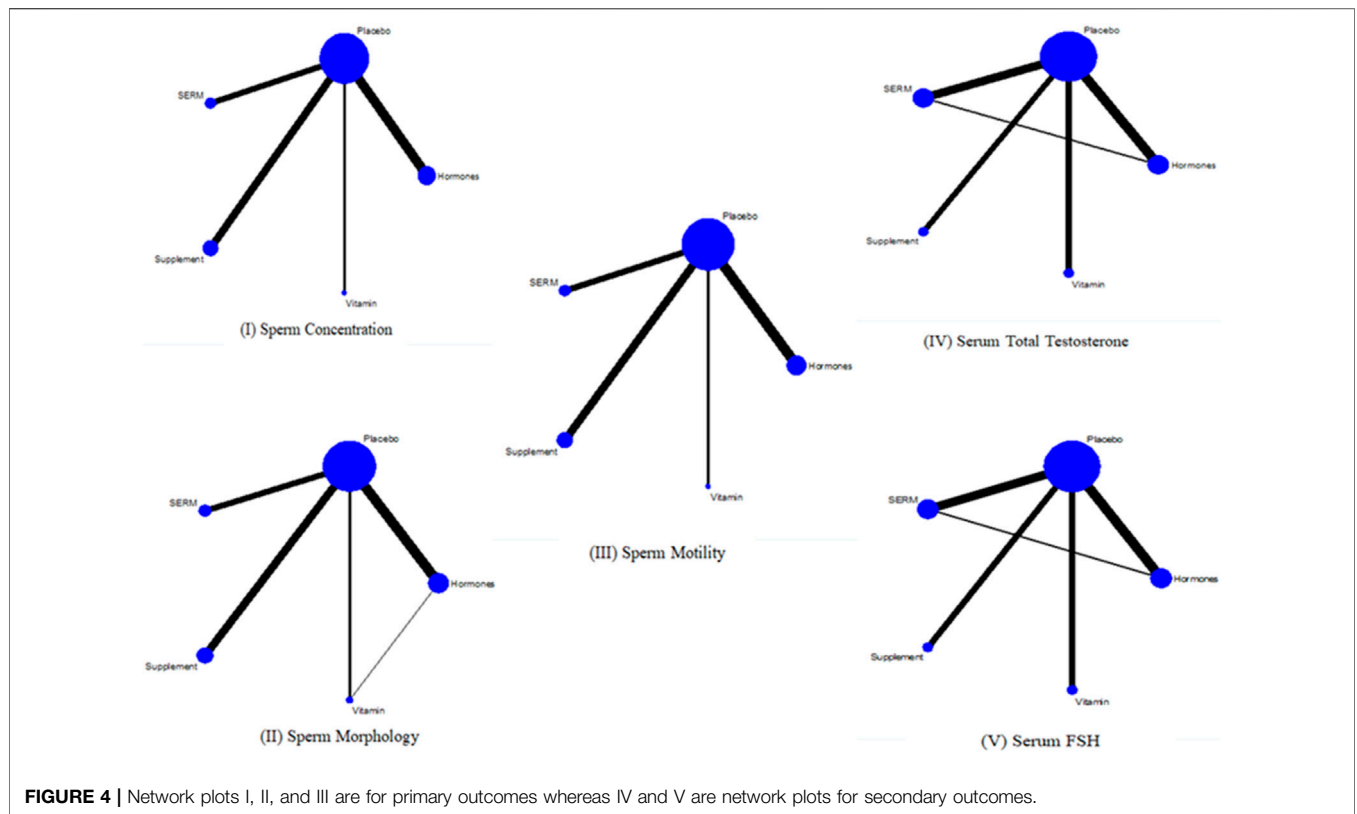 Placebo
SERM
Hormones
Supplement
Vitamin
(I) Sperm Concentration
Placebo
SERM
Hormones
Supplement
Vitamin
(II) Sperm Morphology
Placebo
SERM
Hormones
Supplement
Vitamin
(III) Sperm Motility
Placebo
SERM
Hormones
Supplement
Vitamin
(IV) Serum Total Testosterone
Placebo
SERM
Hormones
Supplement
Vitamin
(V) Serum FSH
FIGURE 4 | Network plots I, II, and III are for primary outcomes whereas IV and V are network plots for secondary outcomes.